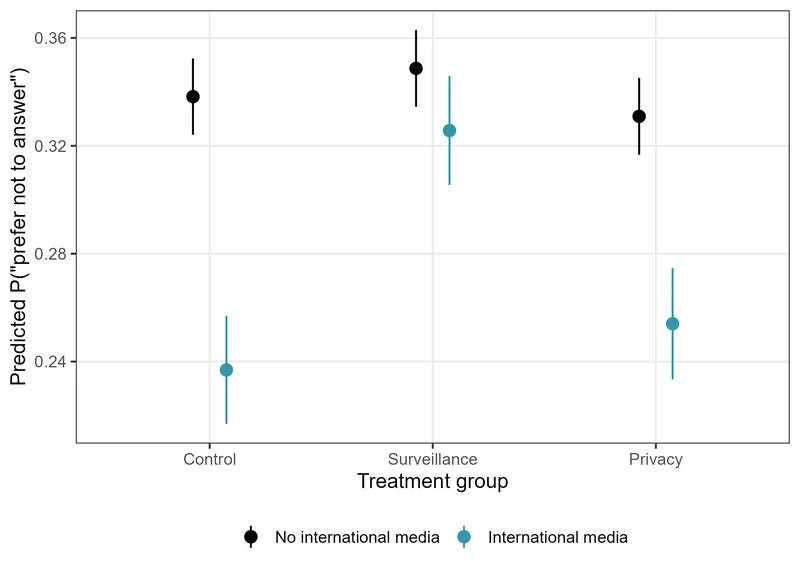 Predicted P("prefer not to answer")
0.36
0.32
0.28
0.24
Control Surveillance Privacy
Treatment group
No international media International media